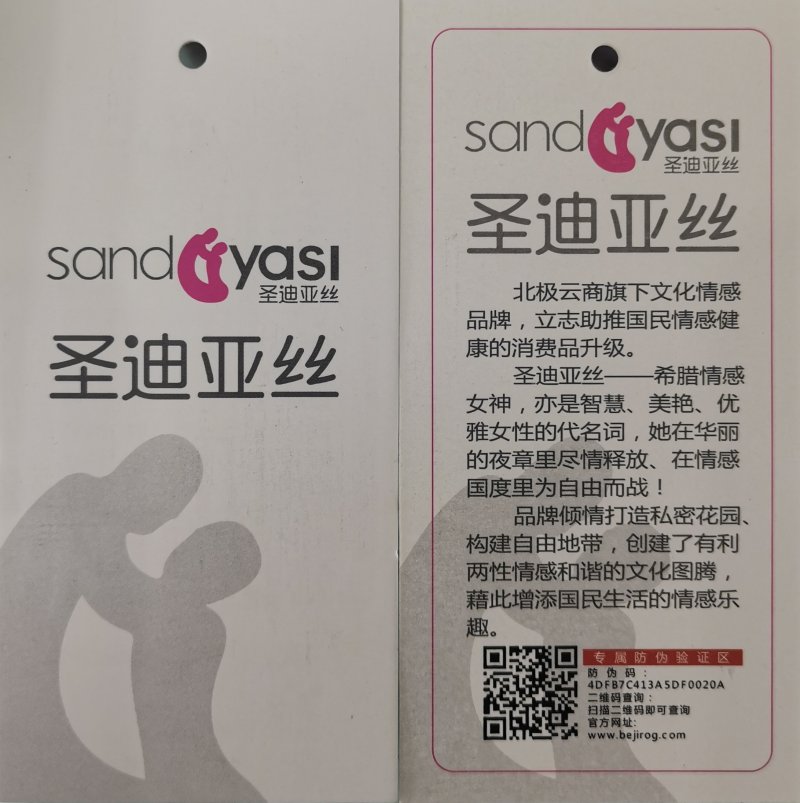 sandyasi
圣迪亚丝
圣迪亚丝
sandyasi
圣迪亚丝
圣迪亚丝
北极云商旗下文化情感
品牌，立志助推国民情感健
康的消费品升级。
圣迪亚丝——希腊情感
女神，亦是智慧、美艳、优
雅女性的代名词，她在华丽
的夜章里尽情释放、在情感
国度里为自由而战！
品牌倾情打造私密花园、
构建自由地带，创建了有利
两性情感和谐的文化图腾，
藉此增添国民生活的情感乐
趣。
专属防伪验证区
防伪码：
4DFB7C413A5DF0020A
二维码查询：
扫描二维码即可查询
官方网址：
www.bejirog.com